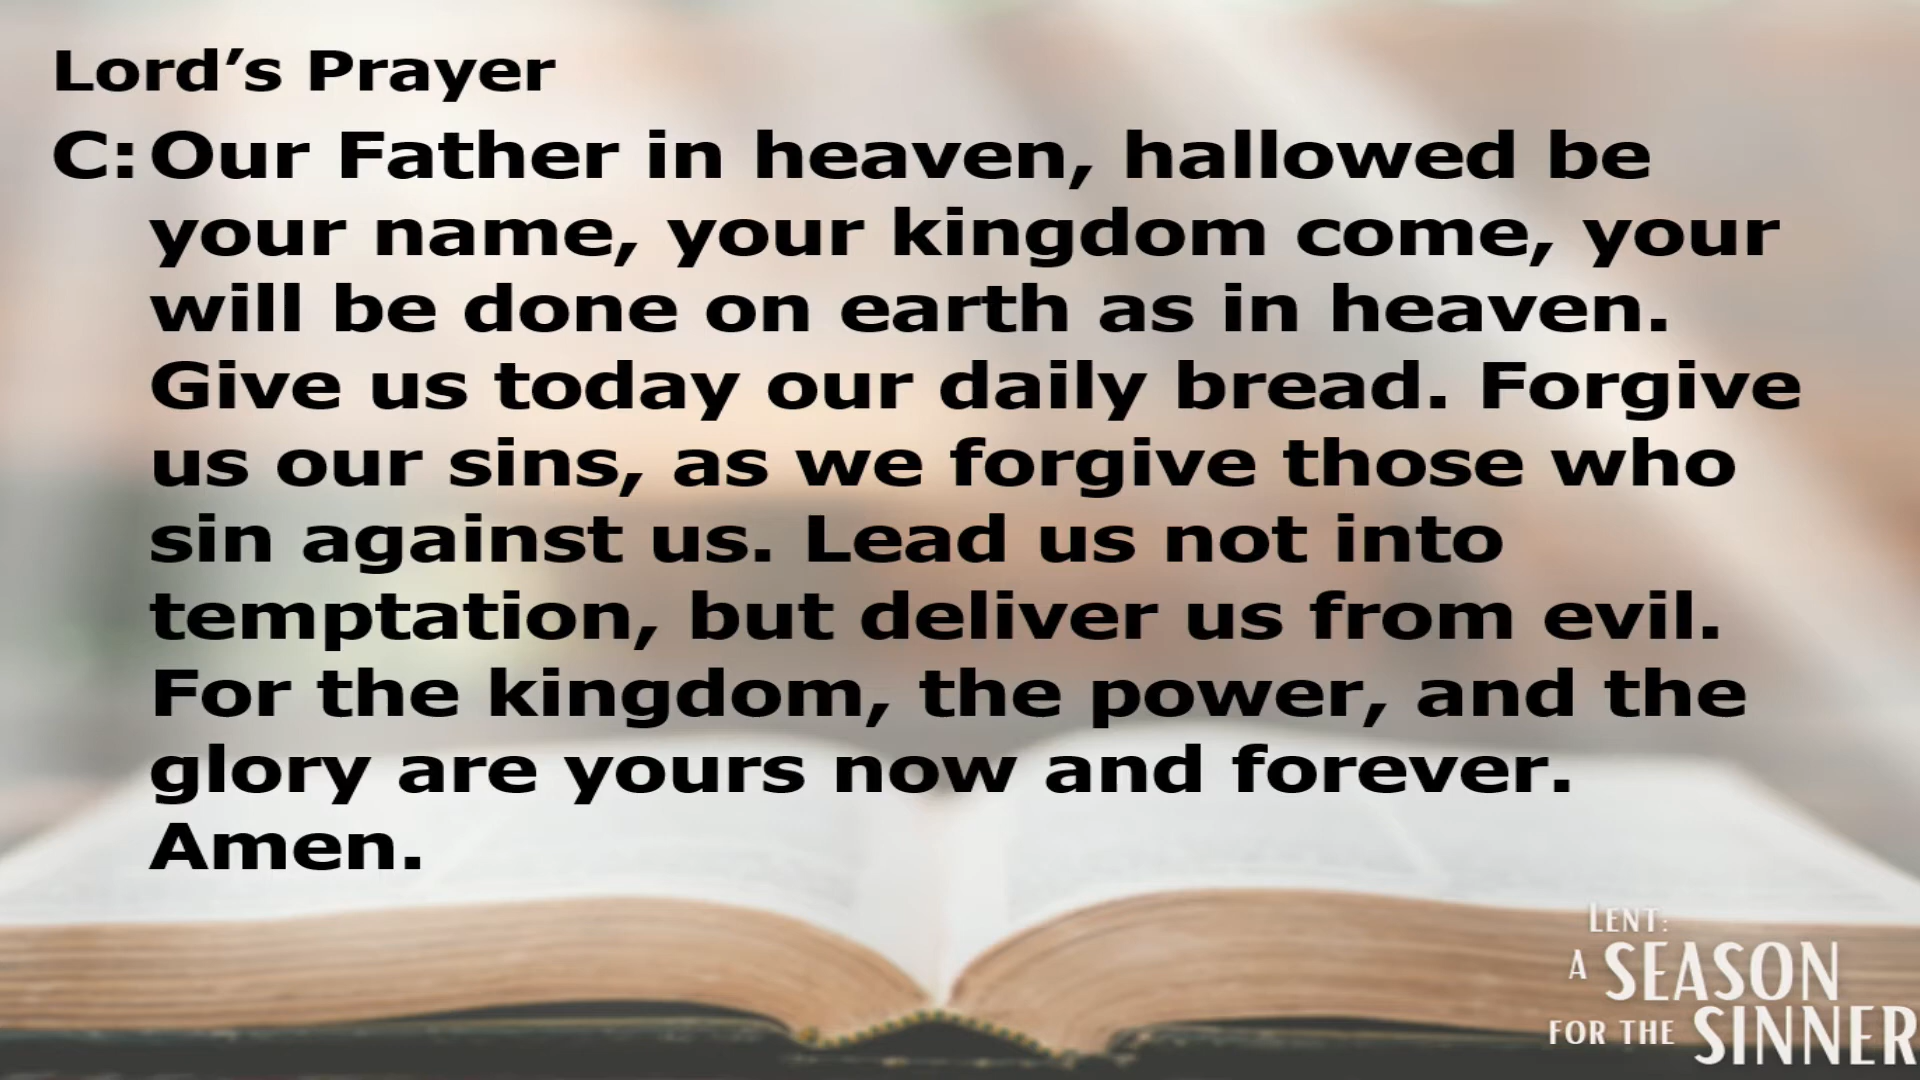 Lord’s Prayer
C: Our Father in heaven, hallowed be
your name, your kingdom come, your
will be done on earth as in heaven.
Give us today our daily bread. Forgive
us our sins, as we forgive those who
sin against us. Lead us not into
temptation, but deliver us from evil.
For the kingdom, the power, and the
glory are yours now and forever.
Amen.
LENT:
A SEASON
FOR THE SINNER